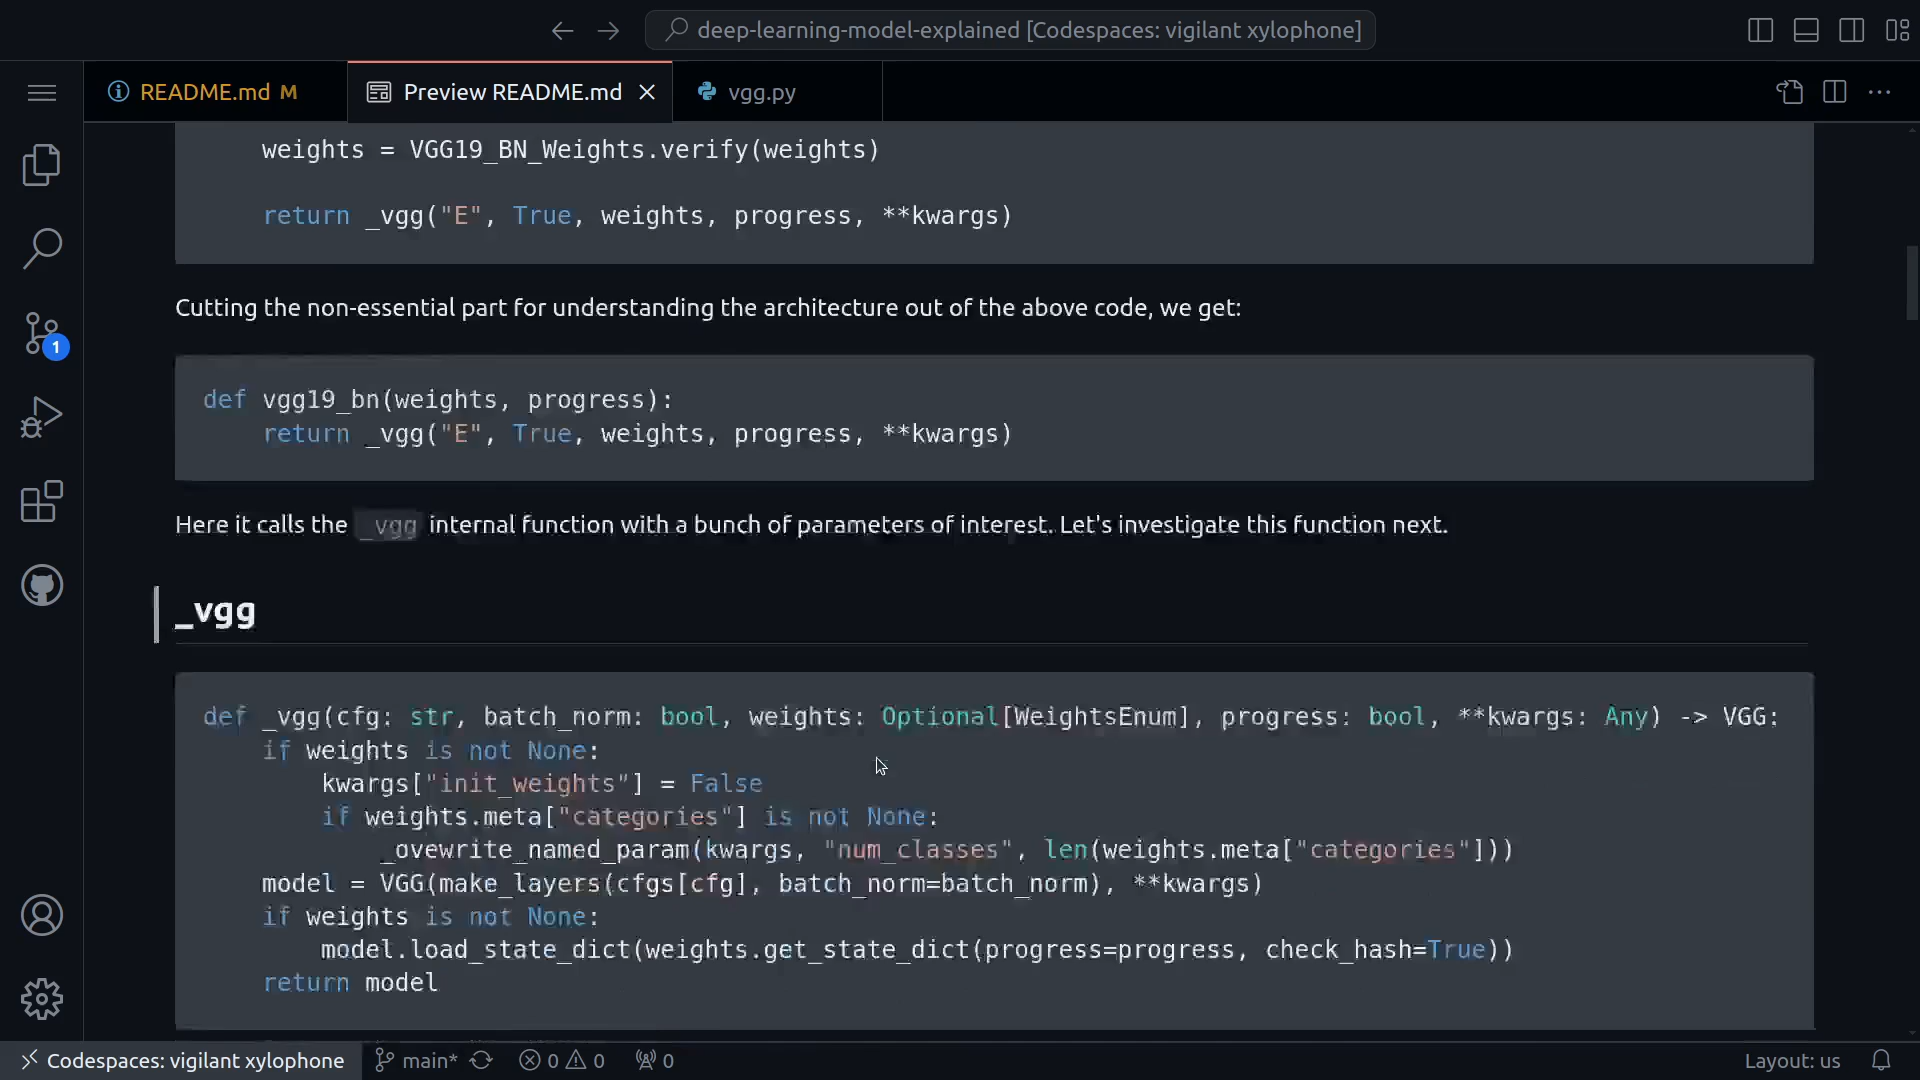 deep-learning-model-explained [Codespaces: vigilant xylophone]
README.md M
Preview README.md
vgg.py
weights = VGG19_BN_Weights.verify(weights)
return _vgg("E", True, weights, progress, **kwargs)
Cutting the non-essential part for understanding the architecture out of the above code, we get:
def vgg19_bn(weights, progress):
    return _vgg("E", True, weights, progress, **kwargs)
Here it calls the _vgg internal function with a bunch of parameters of interest. Let's investigate this function next.
_vgg
def _vgg(cfg: str, batch_norm: bool, weights: Optional[WeightsEnum], progress: bool, **kwargs: Any) -> VGG:
    if weights is not None:
        kwargs["init_weights"] = False
        if weights.meta["categories"] is not None:
            _ovewrite_named_param(kwargs, "num_classes", len(weights.meta["categories"]))
    model = VGG(make_layers(cfgs[cfg], batch_norm=batch_norm), **kwargs)
    if weights is not None:
        model.load_state_dict(weights.get_state_dict(progress=progress, check_hash=True))
    return model
1
Codespaces: vigilant xylophone
main*
0
0
0
Layout: us